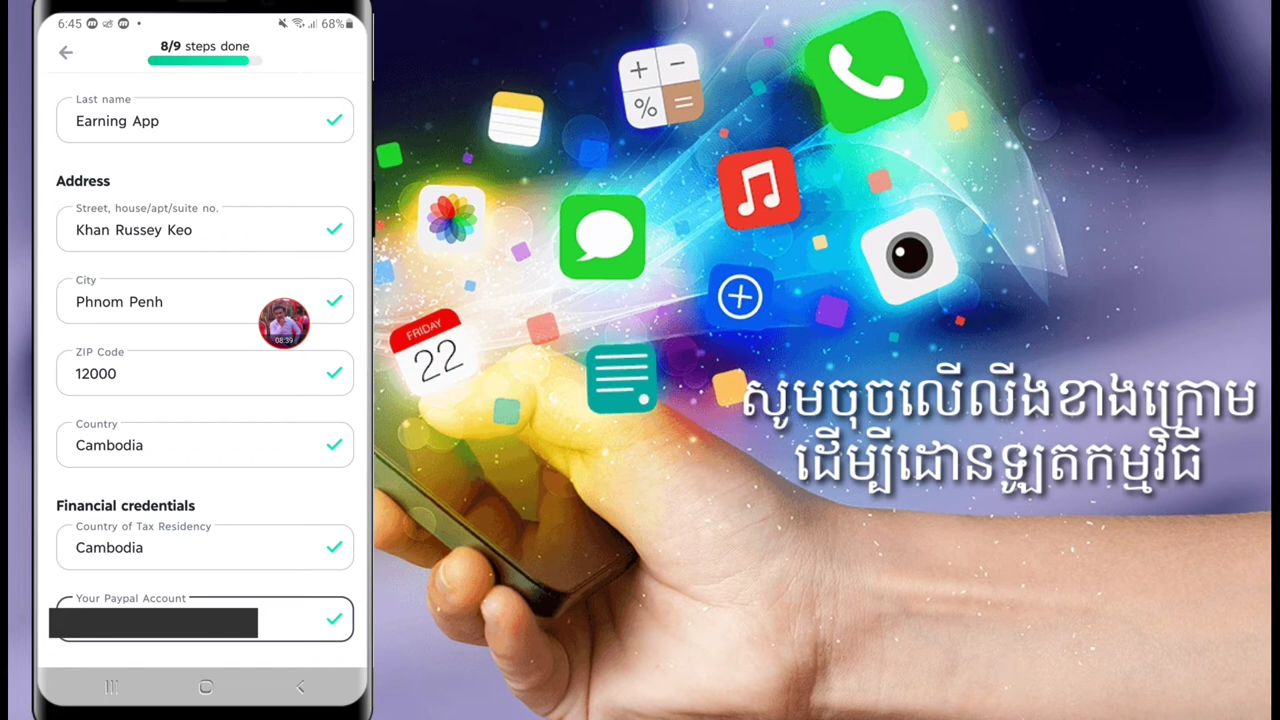 6:45
68%
8/9 steps done
Last name
Earning App
Address
Street, house/apt/suite no.
Khan Russey Keo
City
Phnom Penh
08:39
ZIP Code
12000
Country
Cambodia
Financial credentials
Country of Tax Residency
Cambodia
Your Paypal Account
FRIDAY
22
សូមចុចលើលីងខាងក្រោម
ដើម្បីដោនឡូតកម្មវិធី